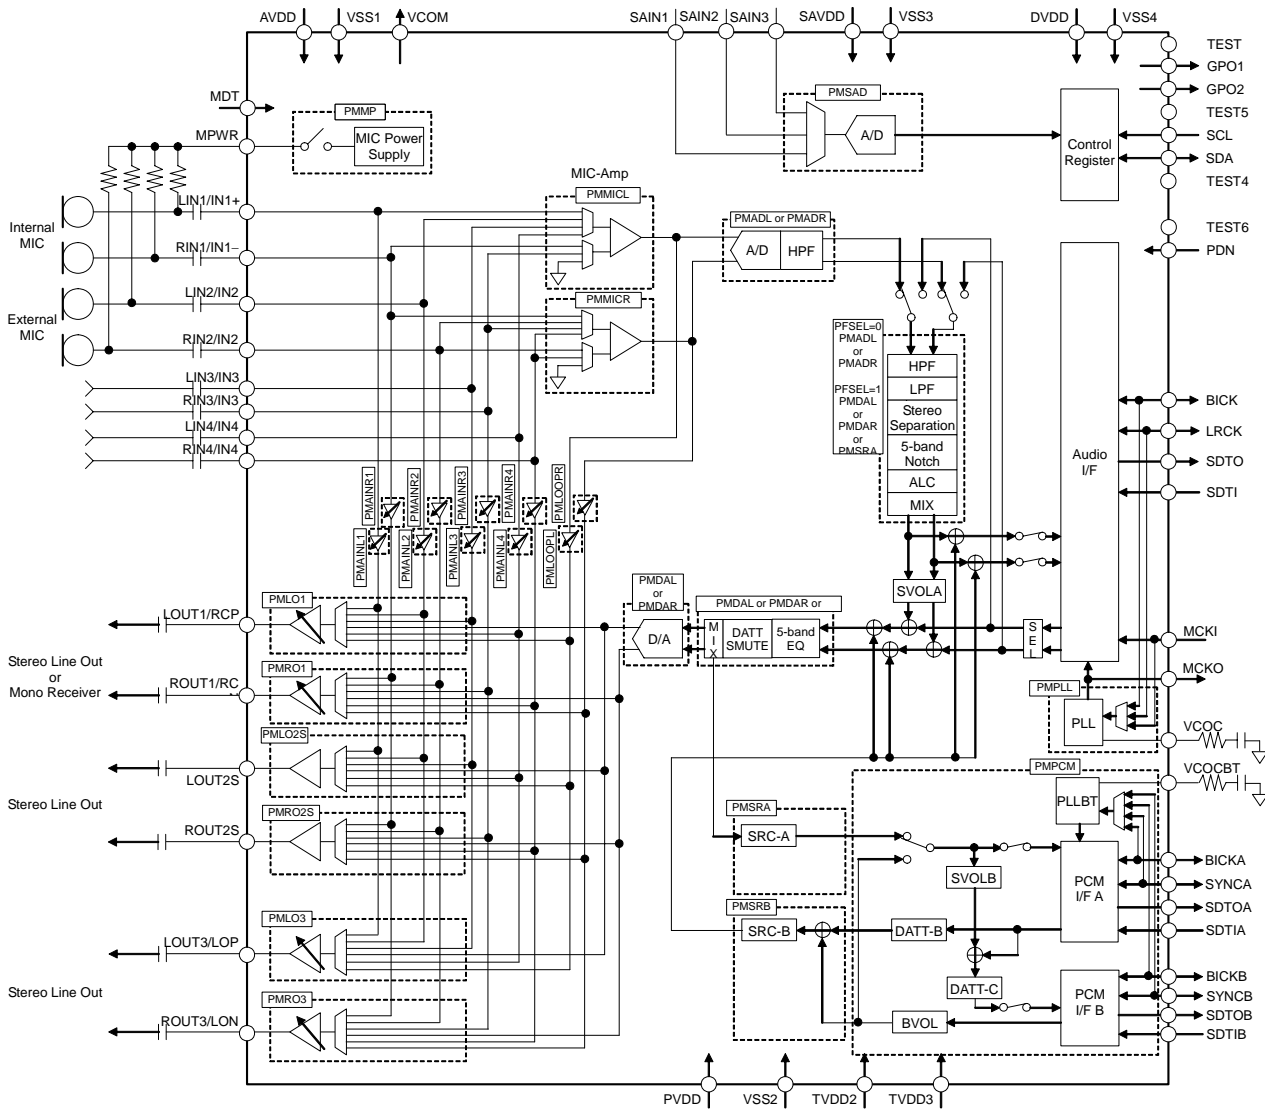 AVDD
VSS1
VCOM
SAIN1
SAIN2
SAIN3
SAVDD
VSS3
DVDD
VSS4
TEST
GPO1
GPO2
TEST5
SCL
SDA
TEST4
TEST6
PDN
MDT
MPWR
PMMP
MIC Power
Supply
PMSAD
A/D
Control
Register
Internal
MIC
External
MIC
LIN1/IN1+
RIN1/IN1−
LIN2/IN2
RIN2/IN2
LIN3/IN3
RIN3/IN3
LIN4/IN4
RIN4/IN4
MIC-Amp
PMMICL
PMMICR
PMADL or PMADR
A/D
HPF
PFSEL=0
PMADL
or
PMADR
PFSEL=1
PMDAL
or
PMDAR
or
PMSRA
HPF
LPF
Stereo
Separation
5-band
Notch
ALC
MIX
Audio
I/F
BICK
LRCK
SDTO
SDTI
MCKI
MCKO
PMAINR1
PMAINR2
PMAINR3
PMAINR4
PMLOOPR
PMAINL1
PMAINL2
PMAINL3
PMAINL4
PMLOOPL
SVOLA
SEL
PMDAL
or
PMDAR
D/A
PMDAL or PMDAR or
MIX
DATT
SMUTE
5-band
EQ
PMLO1
PMRO1
PMLO2S
PMRO2S
PMLO3
PMRO3
LOUT1/RCP
Stereo Line Out
or
Mono Receiver
ROUT1/RC
LOUT2S
Stereo Line Out
ROUT2S
LOUT3/LOP
Stereo Line Out
ROUT3/LON
PMPLL
PLL
VCOC
VCOCBT
PMPCM
PLLBT
PMSRA
SRC-A
PMSRB
SRC-B
SVOLB
DATT-B
DATT-C
BVOL
PCM
I/F A
PCM
I/F B
BICKA
SYNCA
SDTOA
SDTIA
BICKB
SYNCB
SDTOB
SDTIB
PVDD
VSS2
TVDD2
TVDD3